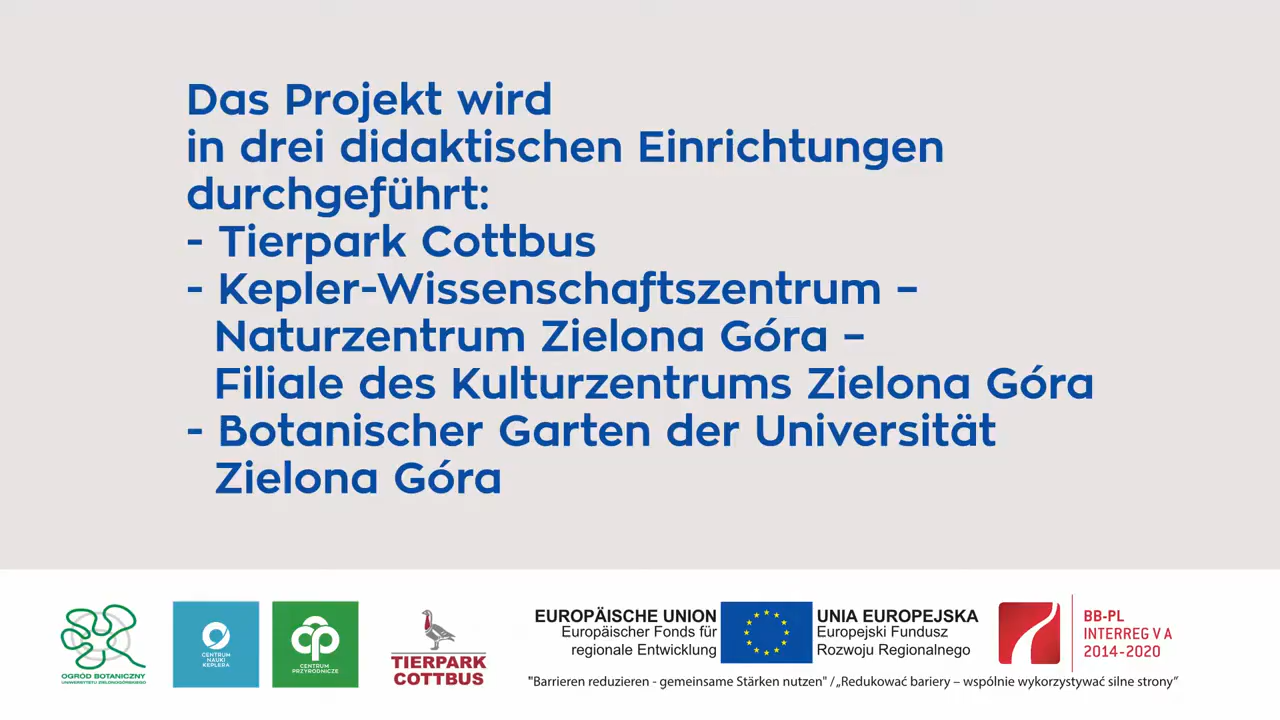 Das Projekt wird
in drei didaktischen Einrichtungen
durchgeführt:
- Tierpark Cottbus
- Kepler-Wissenschaftszentrum –
Naturzentrum Zielona Góra –
Filiale des Kulturzentrums Zielona Góra
- Botanischer Garten der Universität
Zielona Góra
OGRÓD BOTANICZNY
UNIWERSYTETU ZIELONOGÓRSKIEGO
CENTRUM
NAUKI
KEPLERA
CENTRUM
PRZYRODNICZE
TIERPARK
COTTBUS
EUROPÄISCHE UNION
Europäischer Fonds für
regionale Entwicklung
UNIA EUROPEJSKA
Europejski Fundusz
Rozwoju Regionalnego
BB-PL
INTERREG V A
2014-2020
"Barrieren reduzieren - gemeinsame Stärken nutzen" / „Redukować bariery – wspólnie wykorzystywać silne strony”